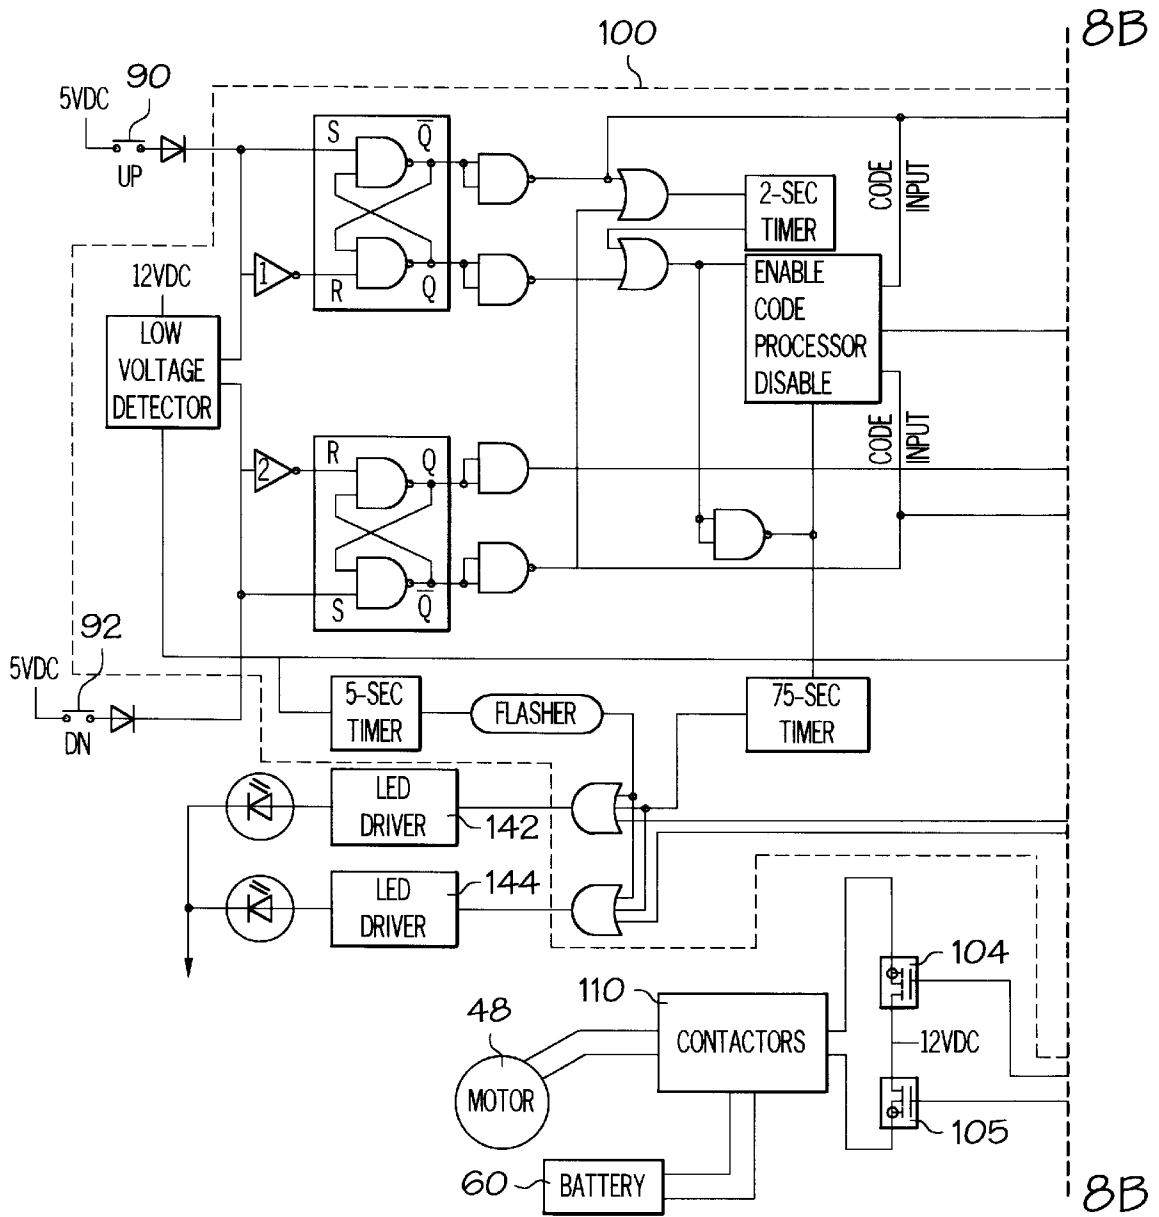 8B
100
90
5VDC
UP
S
Q̅
2-SEC
TIMER
CODE
INPUT
1
R
Q
12VDC
LOW
VOLTAGE
DETECTOR
ENABLE
CODE
PROCESSOR
DISABLE
CODE
INPUT
2
R
Q
S
Q̅
92
5VDC
DN
5-SEC
TIMER
FLASHER
75-SEC
TIMER
LED
DRIVER
142
LED
DRIVER
144
104
110
CONTACTORS
12VDC
48
MOTOR
105
60
BATTERY
8B